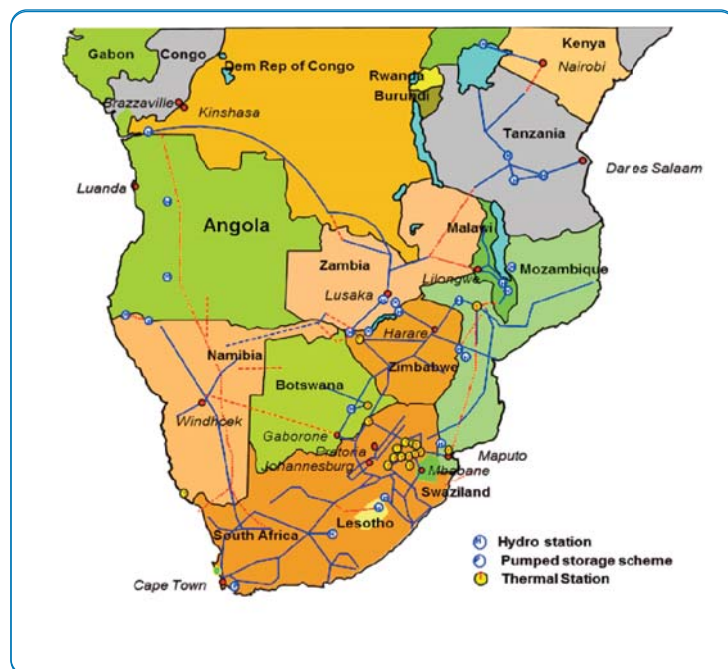 Gabon
Congo
Kenya
Dem Rep of Congo
Nairobi
Rwanda
Burundi
Brazzaville
Kinshasa
Tanzania
Dar es Salaam
Luanda
Angola
Malawi
Zambia
Mozambique
Lilongwe
Lusaka
Harare
Namibia
Zimbabwe
Botswana
Windhoek
Gaborone
Pretoria
Johannesburg
Maputo
Mbabane
Swaziland
Lesotho
South Africa
Hydro station
Pumped storage scheme
Thermal Station
Cape Town